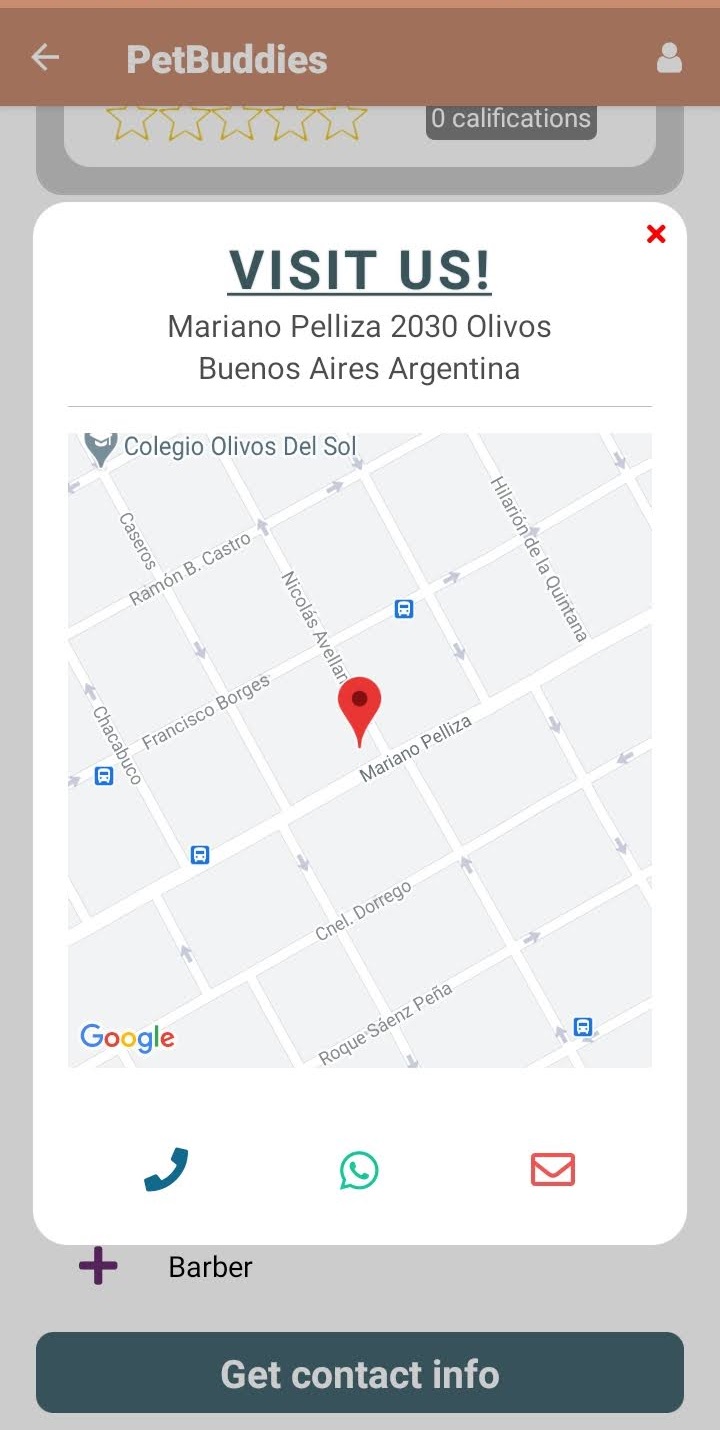 PetBuddies
0 califications
VISIT US!
Mariano Pelliza 2030 Olivos
Buenos Aires Argentina
Colegio Olivos Del Sol
Caseros
Ramón B. Castro
Hilarión de la Quintana
Nicolás Avellan
Francisco Borges
Chacabuco
Mariano Pelliza
Cnel. Dorrego
Roque Sáenz Peña
Google
Barber
Get contact info